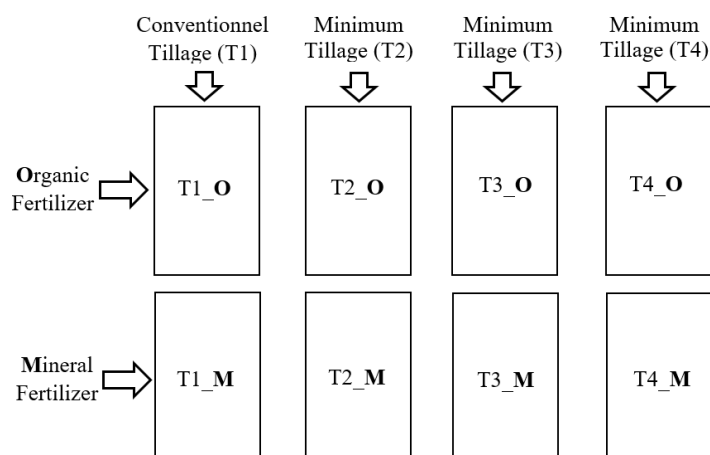 Conventionnel
Tillage (T1)
Minimum
Tillage (T2)
Minimum
Tillage (T3)
Minimum
Tillage (T4)
Organic
Fertilizer
T1_O
T2_O
T3_O
T4_O
Mineral
Fertilizer
T1_M
T2_M
T3_M
T4_M